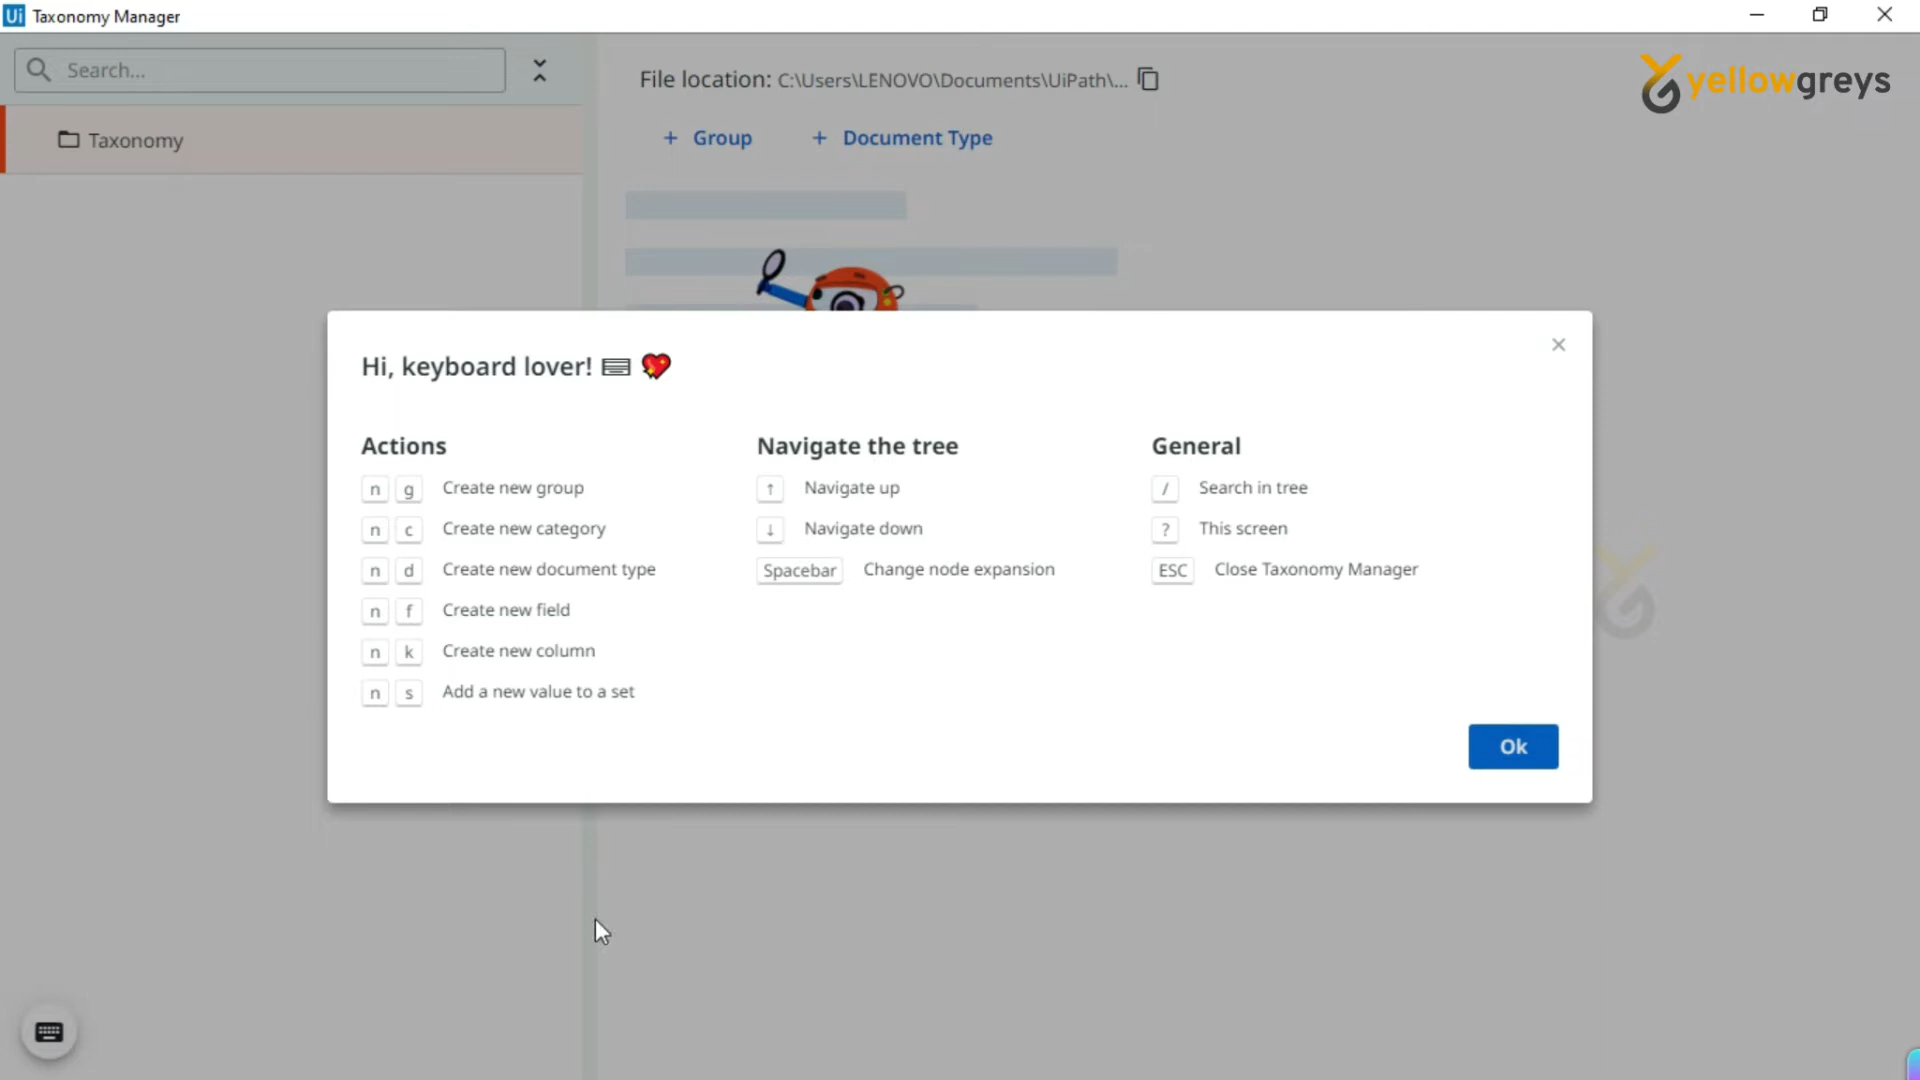 Ui Taxonomy Manager
Search...
File location: C:\Users\LENOVO\Documents\UiPath\...
yellowgreys
Taxonomy
+ Group + Document Type
Hi, keyboard lover!
Actions
n g Create new group
n c Create new category
n d Create new document type
n f Create new field
n k Create new column
n s Add a new value to a set
Navigate the tree
↑ Navigate up
↓ Navigate down
Spacebar Change node expansion
General
/ Search in tree
? This screen
ESC Close Taxonomy Manager
Ok